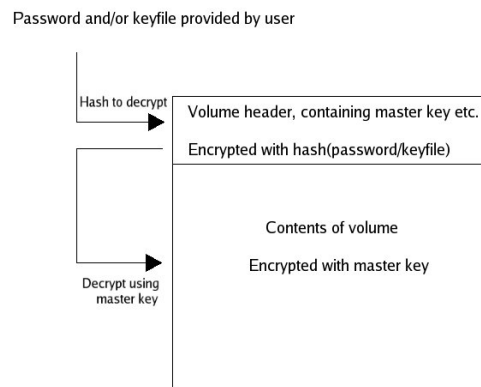 Password and/or keyfile provided by user
Hash to decrypt
Volume header, containing master key etc.
Encrypted with hash(password/keyfile)
Contents of volume
Encrypted with master key
Decrypt using
master key